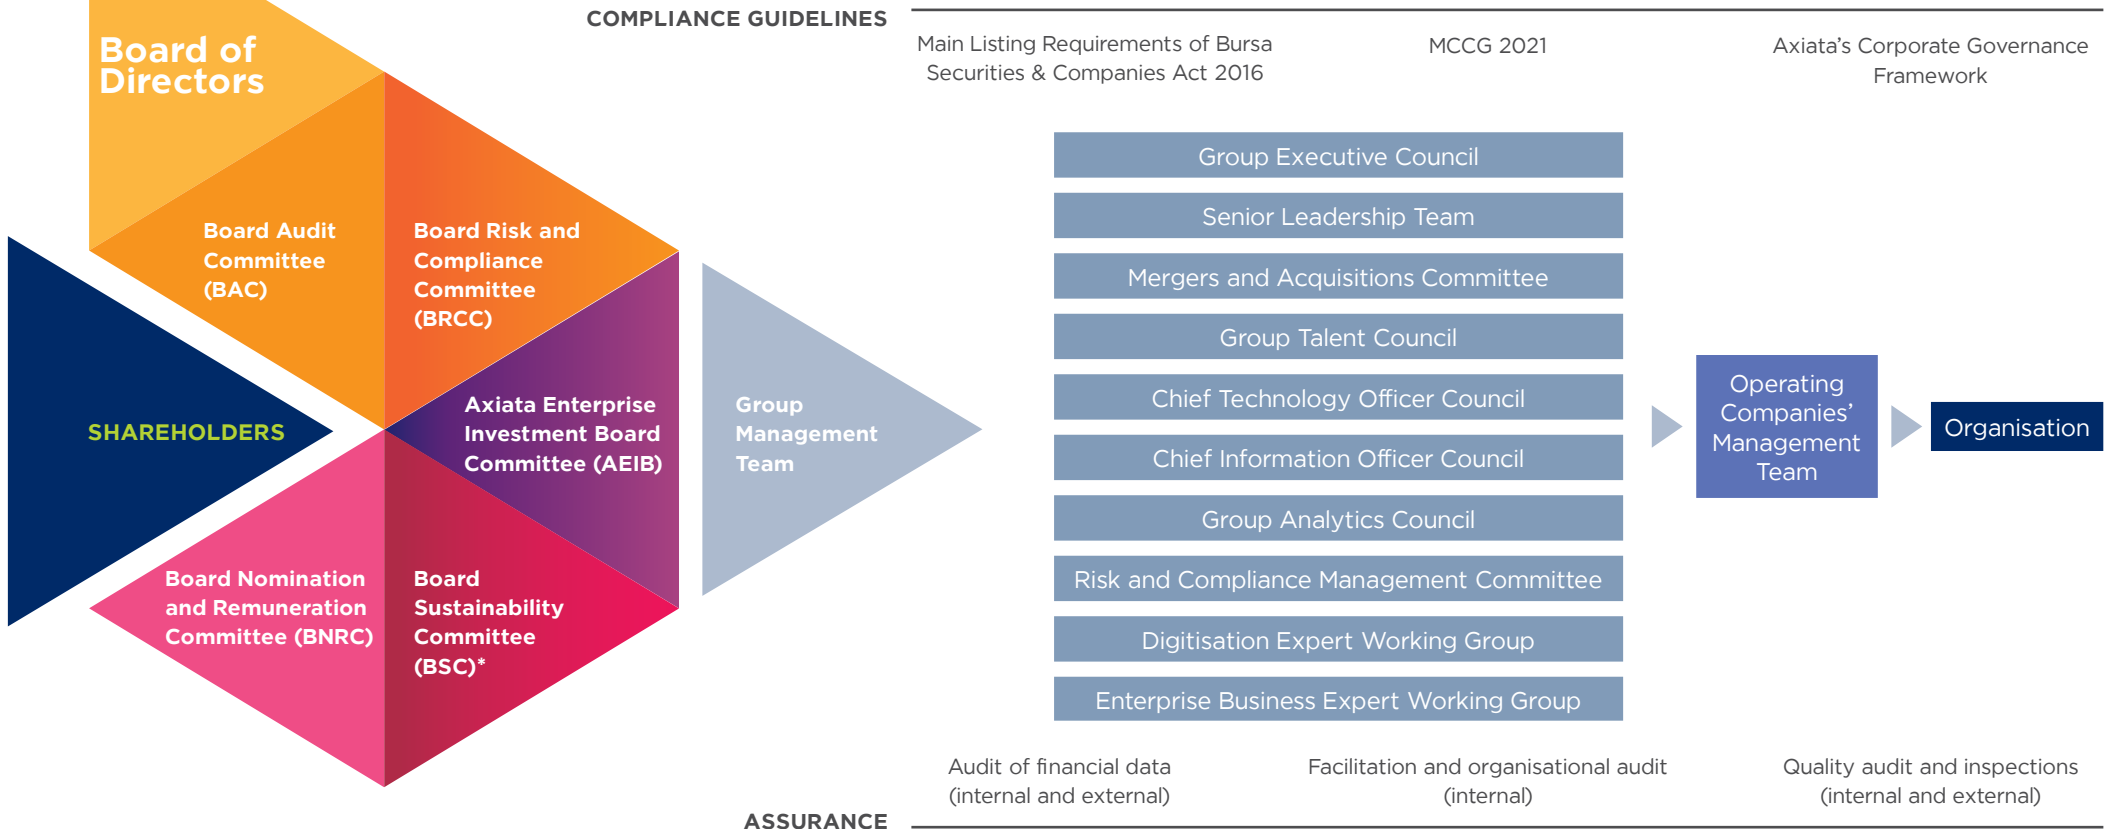 COMPLIANCE GUIDELINES
Main Listing Requirements of Bursa
Securities & Companies Act 2016
MCCG 2021
Axiata’s Corporate Governance
Framework
Board of
Directors
Board Audit
Committee
(BAC)
Board Risk and
Compliance
Committee
(BRCC)
SHAREHOLDERS
Axiata Enterprise
Investment Board
Committee (AEIB)
Board Nomination
and Remuneration
Committee (BNRC)
Board
Sustainability
Committee
(BSC)*
Group
Management
Team
Group Executive Council
Senior Leadership Team
Mergers and Acquisitions Committee
Group Talent Council
Chief Technology Officer Council
Chief Information Officer Council
Group Analytics Council
Risk and Compliance Management Committee
Digitisation Expert Working Group
Enterprise Business Expert Working Group
Operating
Companies’
Management
Team
Organisation
Audit of financial data
(internal and external)
Facilitation and organisational audit
(internal)
Quality audit and inspections
(internal and external)
ASSURANCE